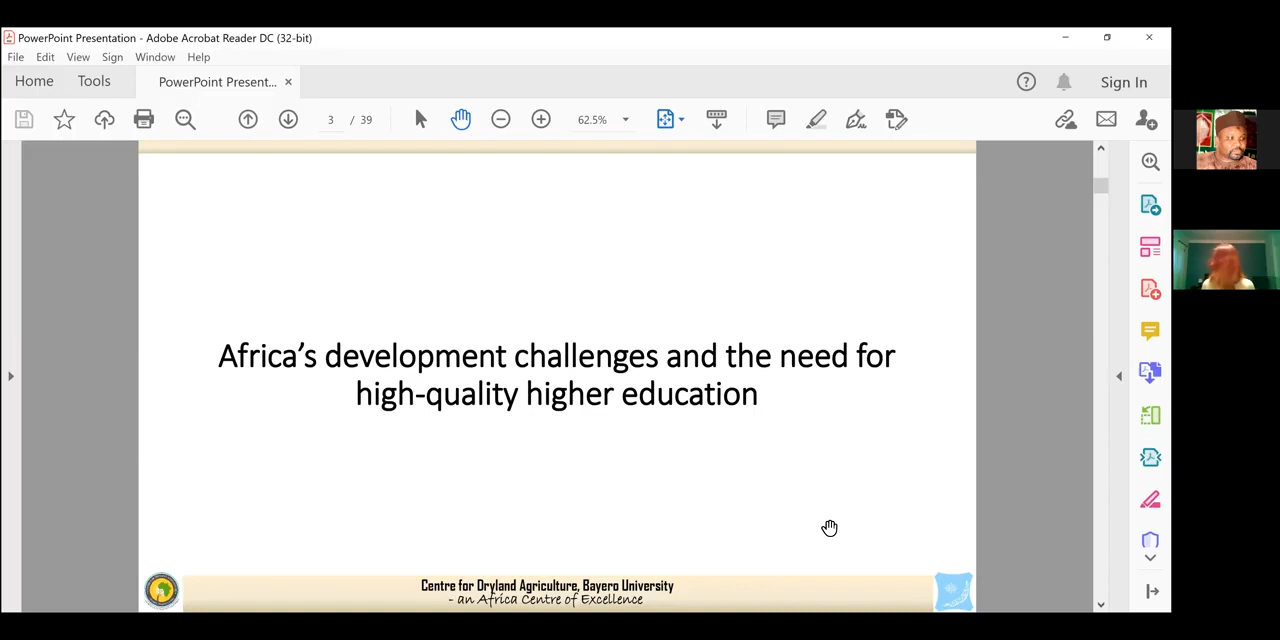 PowerPoint Presentation - Adobe Acrobat Reader DC (32-bit)
File Edit View Sign Window Help
Home Tools PowerPoint Present... Sign In
3 / 39 62.5%
Africa's development challenges and the need for
high-quality higher education
Centre for Dryland Agriculture, Bayero University
- an Africa Centre of Excellence